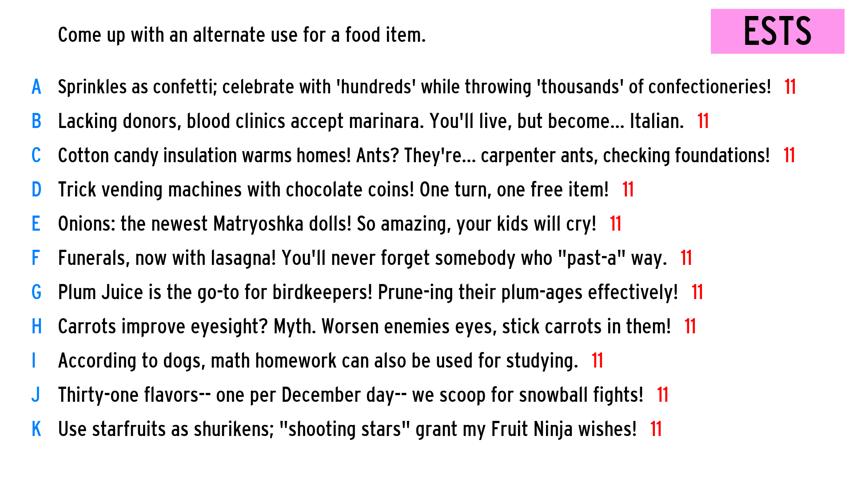 Come up with an alternate use for a food item.
ESTS
A Sprinkles as confetti; celebrate with 'hundreds' while throwing 'thousands' of confectioneries! 11
B Lacking donors, blood clinics accept marinara. You'll live, but become... Italian. 11
C Cotton candy insulation warms homes! Ants? They're... carpenter ants, checking foundations! 11
D Trick vending machines with chocolate coins! One turn, one free item! 11
E Onions: the newest Matryoshka dolls! So amazing, your kids will cry! 11
F Funerals, now with lasagna! You'll never forget somebody who "past-a" way. 11
G Plum Juice is the go-to for birdkeepers! Prune-ing their plum-ages effectively! 11
H Carrots improve eyesight? Myth. Worsen enemies eyes, stick carrots in them! 11
I According to dogs, math homework can also be used for studying. 11
J Thirty-one flavors-- one per December day-- we scoop for snowball fights! 11
K Use starfruits as shurikens; "shooting stars" grant my Fruit Ninja wishes! 11